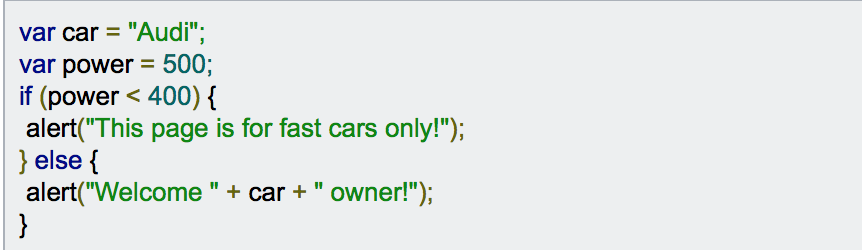 var car = "Audi";
var power = 500;
if (power < 400) {
 alert("This page is for fast cars only!");
} else {
 alert("Welcome " + car + " owner!");
}